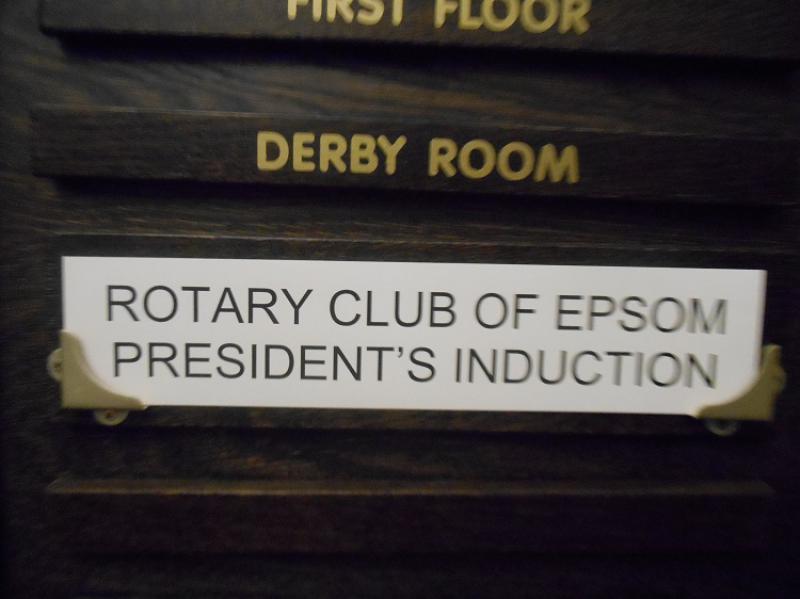 FIRST FLOOR
DERBY ROOM
ROTARY CLUB OF EPSOM
PRESIDENT'S INDUCTION